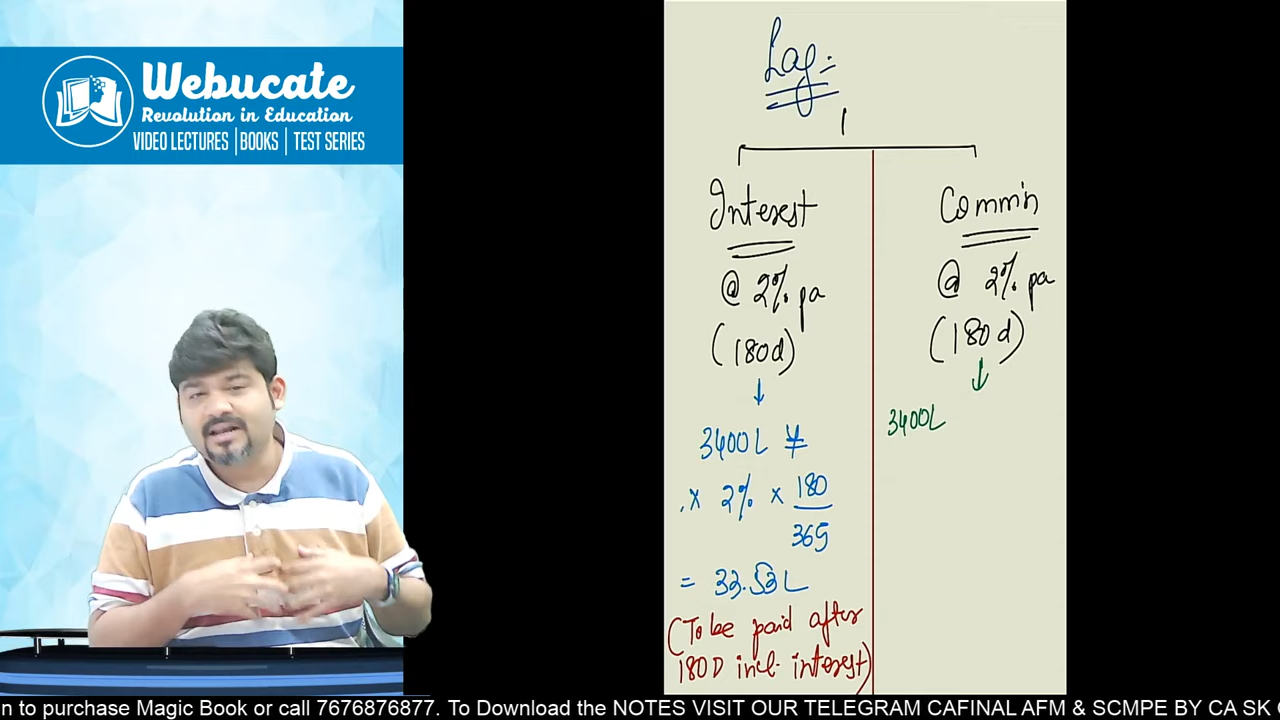 Webucate
Revolution in Education
VIDEO LECTURES | BOOKS | TEST SERIES
Lag:
Interest
@ 2% pa
(180d)
↓
3400L ¥
× 2% × 180/365
= 33.53L
(To be paid after
180D incl. interest)
Comm'n
@ 2% pa
(180d)
↓
3400L
n to purchase Magic Book or call 7676876877. To Download the NOTES VISIT OUR TELEGRAM CAFINAL AFM & SCMPE BY CA SK